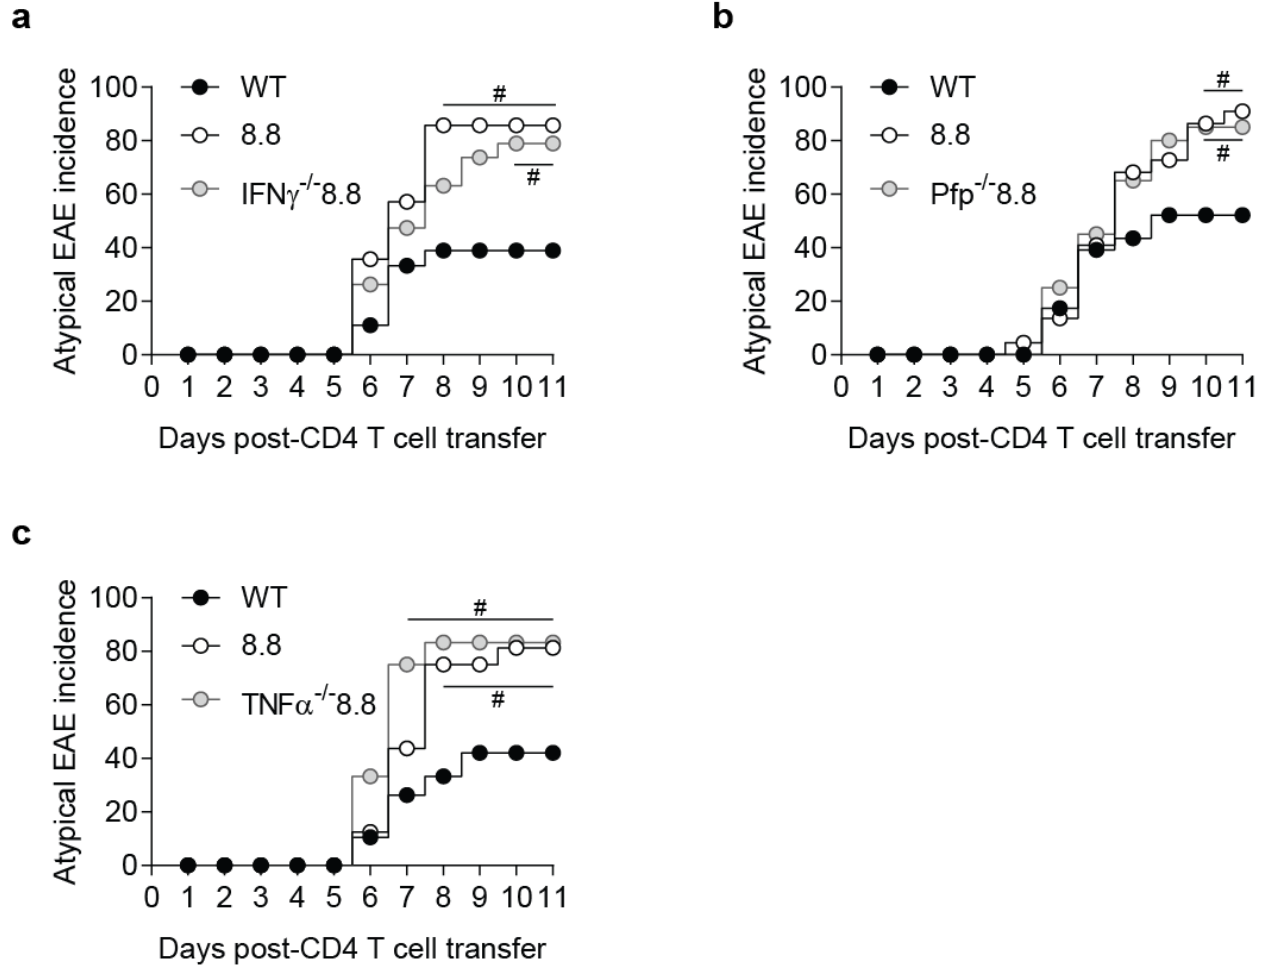 a
Atypical EAE incidence
100
80
60
40
20
0
WT
8.8
IFNγ-/-8.8
#
#
0 1 2 3 4 5 6 7 8 9 10 11
Days post-CD4 T cell transfer
b
Atypical EAE incidence
100
80
60
40
20
0
WT
8.8
Pfp-/-8.8
#
#
0 1 2 3 4 5 6 7 8 9 10 11
Days post-CD4 T cell transfer
c
Atypical EAE incidence
100
80
60
40
20
0
WT
8.8
TNFα-/-8.8
#
#
0 1 2 3 4 5 6 7 8 9 10 11
Days post-CD4 T cell transfer